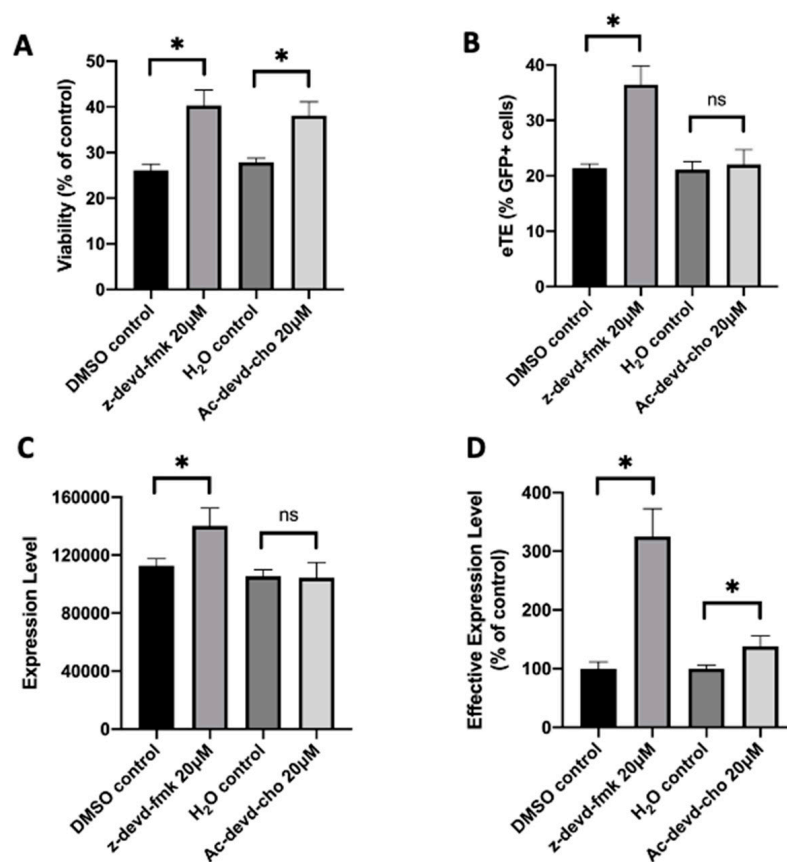 A
Viability (% of control)
50
40
30
20
10
0
*
*
DMSO control
z-devd-fmk 20µM
H₂O control
Ac-devd-cho 20µM
B
eTE (% GFP+ cells)
40
30
20
10
0
*
ns
DMSO control
z-devd-fmk 20µM
H₂O control
Ac-devd-cho 20µM
C
Expression Level
160000
120000
80000
40000
0
*
ns
DMSO control
z-devd-fmk 20µM
H₂O control
Ac-devd-cho 20µM
D
Effective Expression Level
(% of control)
400
300
200
100
0
*
*
DMSO control
z-devd-fmk 20µM
H₂O control
Ac-devd-cho 20µM